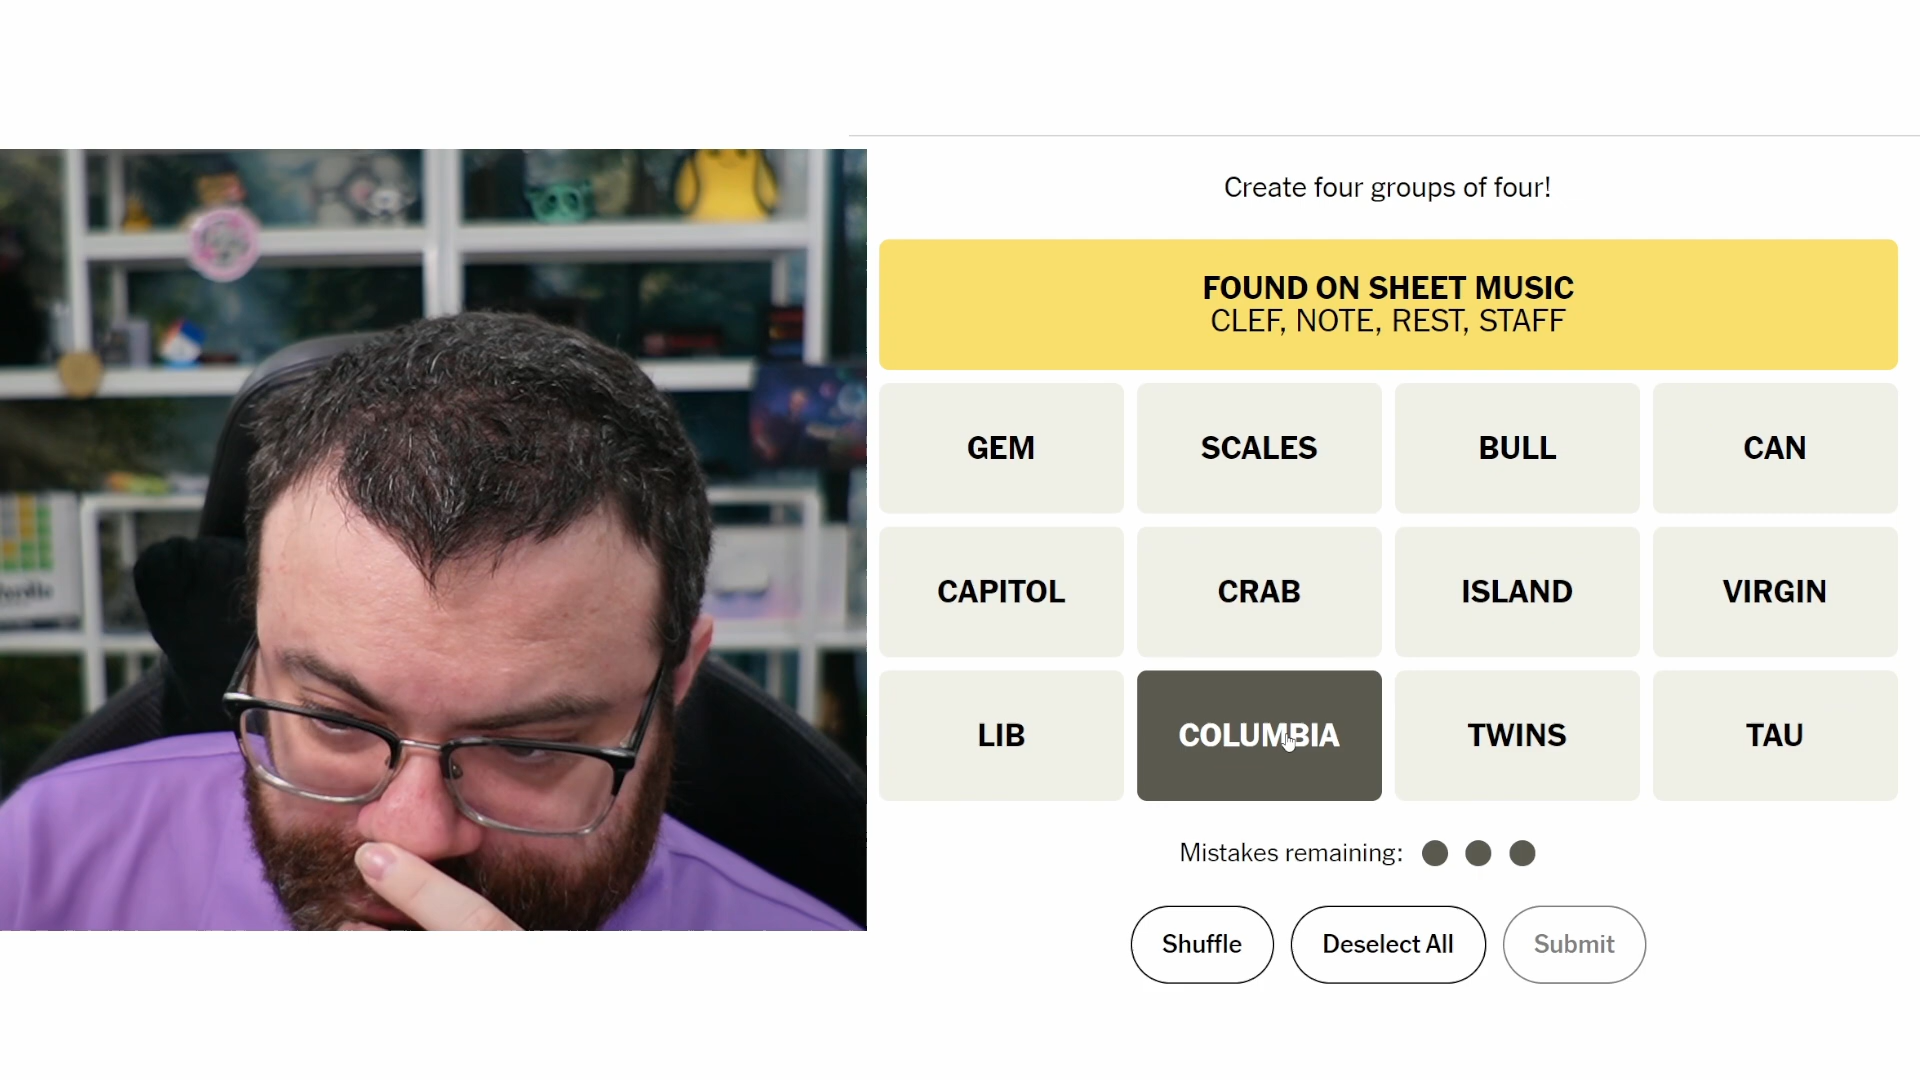 Create four groups of four!
FOUND ON SHEET MUSIC
CLEF, NOTE, REST, STAFF
GEM
SCALES
BULL
CAN
CAPITOL
CRAB
ISLAND
VIRGIN
LIB
COLUMBIA
TWINS
TAU
Mistakes remaining:
Shuffle
Deselect All
Submit